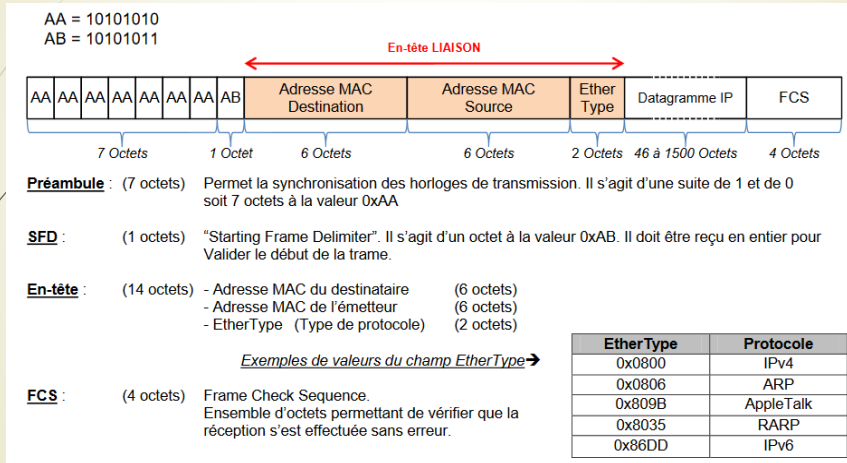 AA = 10101010
AB = 10101011
En-tête LIAISON
AA AA AA AA AA AA AA AB Adresse MAC Destination Adresse MAC Source Ether Type Datagramme IP FCS
7 Octets 1 Octet 6 Octets 6 Octets 2 Octets 46 à 1500 Octets 4 Octets
Préambule : (7 octets) Permet la synchronisation des horloges de transmission. Il s'agit d'une suite de 1 et de 0
soit 7 octets à la valeur 0xAA
SFD : (1 octets) “Starting Frame Delimiter”. Il s'agit d'un octet à la valeur 0xAB. Il doit être reçu en entier pour
Valider le début de la trame.
En-tête : (14 octets) - Adresse MAC du destinataire (6 octets)
- Adresse MAC de l'émetteur (6 octets)
- EtherType (Type de protocole) (2 octets)
Exemples de valeurs du champ EtherType➔
EtherType Protocole
0x0800 IPv4
0x0806 ARP
0x809B AppleTalk
0x8035 RARP
0x86DD IPv6
FCS : (4 octets) Frame Check Sequence.
Ensemble d'octets permettant de vérifier que la
réception s'est effectuée sans erreur.